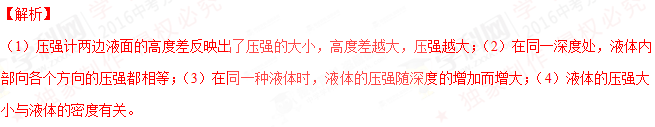 【解析】
（1）压强计两边液面的高度差反映出了压强的大小，高度差越大，压强越大；（2）在同一深度处，液体内
部向各个方向的压强都相等；（3）在同一种液体时，液体的压强随深度的增加而增大；（4）液体的压强大
小与液体的密度有关。